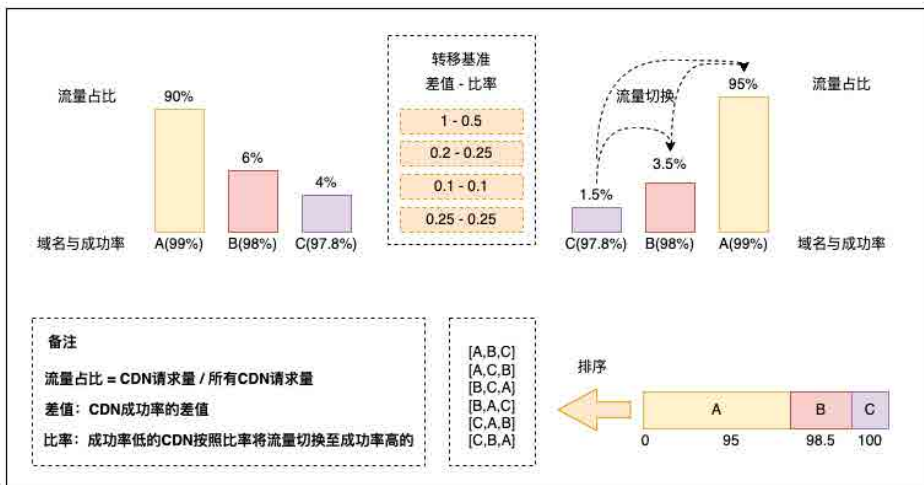 流量占比
90%
6%
4%
域名与成功率
A(99%)
B(98%)
C(97.8%)
转移基准
差值 - 比率
1 - 0.5
0.2 - 0.25
0.1 - 0.1
0.25 - 0.25
流量切换
95%
流量占比
3.5%
1.5%
C(97.8%)
B(98%)
A(99%)
域名与成功率
备注
流量占比 = CDN请求量 / 所有CDN请求量
差值：CDN成功率的差值
比率：成功率低的CDN按照比率将流量切换至成功率高的
[A,B,C]
[A,C,B]
[B,C,A]
[B,A,C]
[C,A,B]
[C,B,A]
排序
A
B
C
0
95
98.5
100